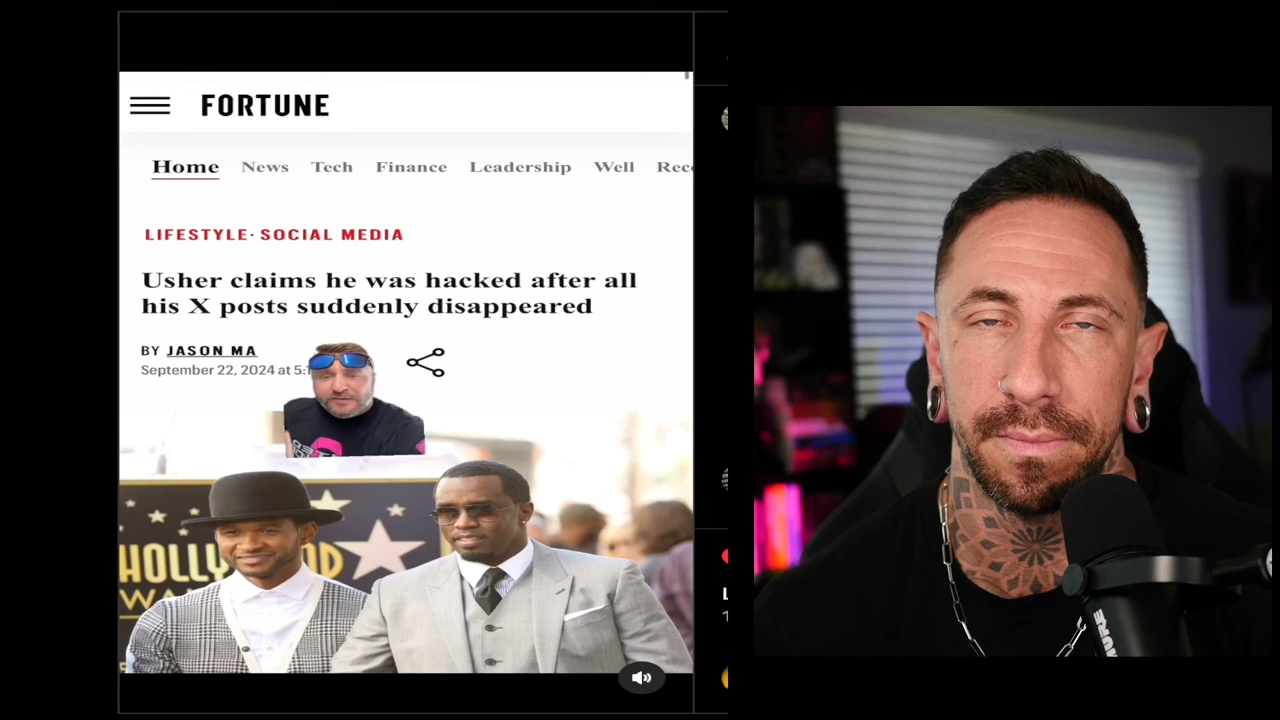 FORTUNE
Home News Tech Finance Leadership Well
LIFESTYLE· SOCIAL MEDIA
Usher claims he was hacked after all
his X posts suddenly disappeared
BY JASON MA
September 22, 2024 at